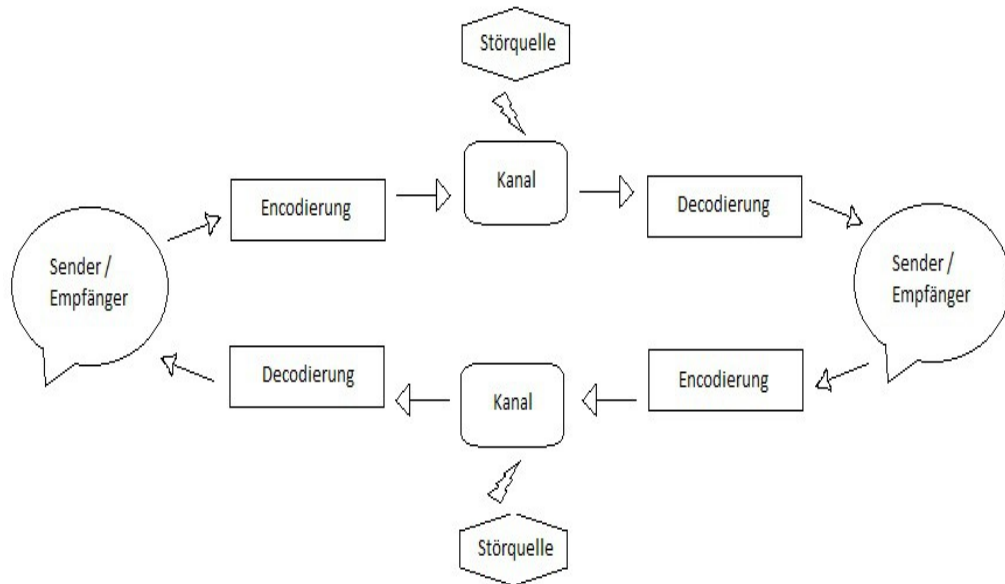 Störquelle
Kanal
Encodierung
Decodierung
Sender /
Empfänger
Sender /
Empfänger
Decodierung
Kanal
Encodierung
Störquelle